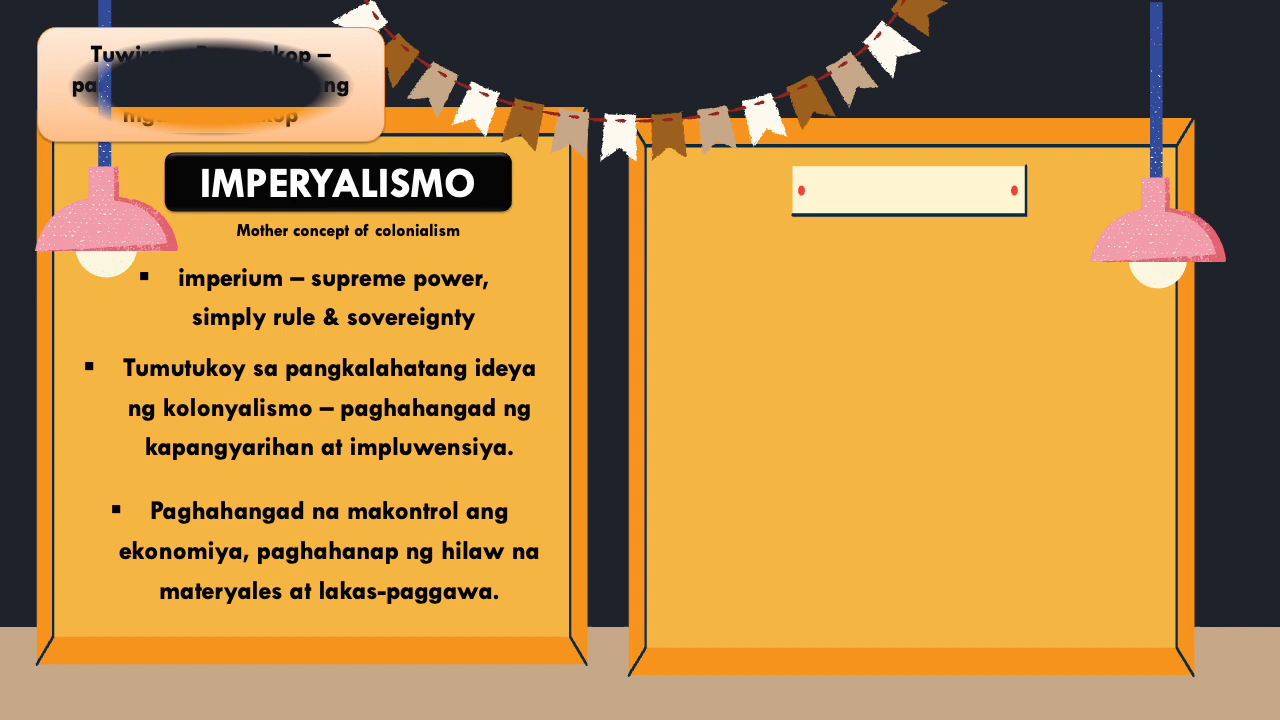 IMPERYALISMO
Mother concept of colonialism
▪ imperium – supreme power,
simply rule & sovereignty
▪ Tumutukoy sa pangkalahatang ideya
ng kolonyalismo – paghahangad ng
kapangyarihan at impluwensiya.
▪ Paghahangad na makontrol ang
ekonomiya, paghahanap ng hilaw na
materyales at lakas-paggawa.